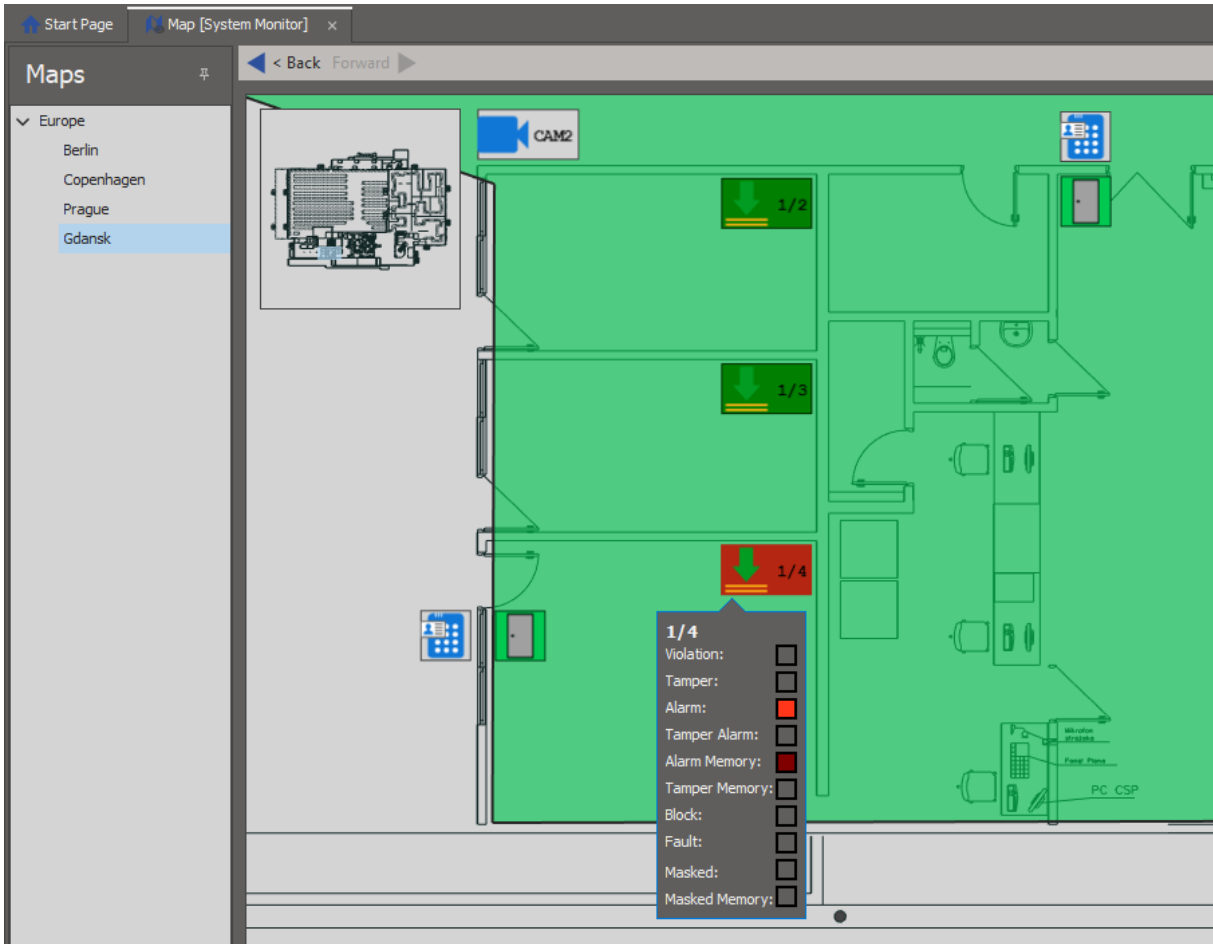 Start Page
Map [System Monitor]
Maps
< Back Forward
Europe
Berlin
Copenhagen
Prague
Gdansk
CAM2
1/2
1/3
1/4
1/4
Violation:
Tamper:
Alarm:
Tamper Alarm:
Alarm Memory:
Tamper Memory:
Block:
Fault:
Masked:
Masked Memory:
Mikrofon
PC CSP